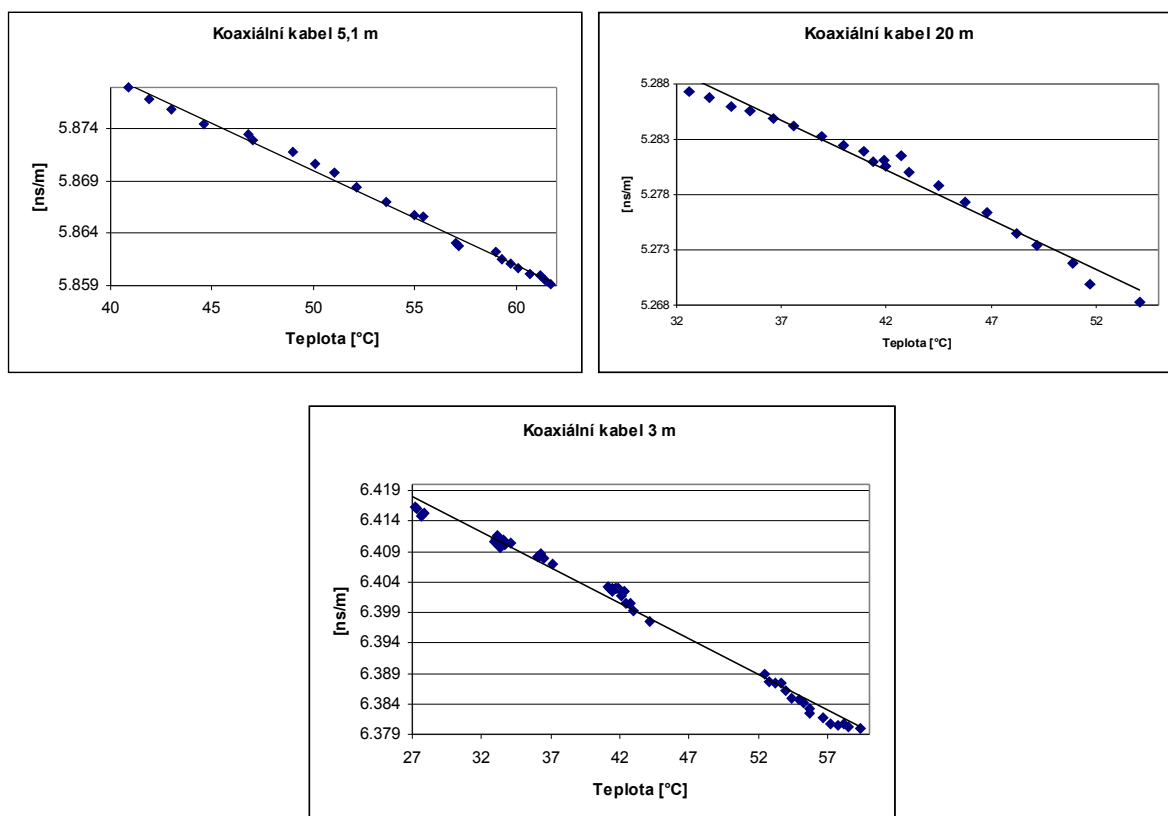 Koaxiální kabel 5,1 m
5.874
5.869
5.864
5.859
[ns/m]
40 45 50 55 60
Teplota [°C]
Koaxiální kabel 20 m
5.288
5.283
5.278
5.273
5.268
[ns/m]
32 37 42 47 52
Teplota [°C]
Koaxiální kabel 3 m
6.419
6.414
6.409
6.404
6.399
6.394
6.389
6.384
6.379
[ns/m]
27 32 37 42 47 52 57
Teplota [°C]